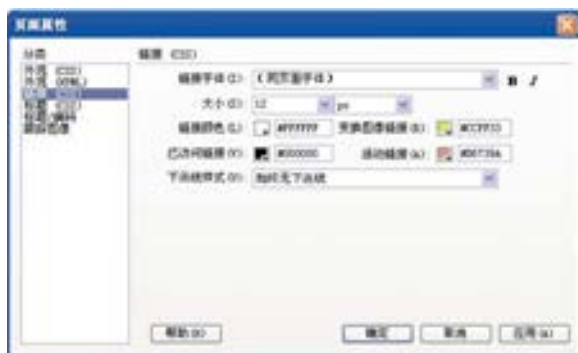 页面属性
分类
链接 (CSS)
外观 (CSS)
外观 (HTML)
链接 (CSS)
标题 (CSS)
标题/编码
跟踪图像
链接字体(I): (同页面字体)
B I
大小(S): 12 px
链接颜色(L): #FFFFFF 变换图像链接(R): #CCFF33
已访问链接(V): #000000 活动链接(A):
下划线样式(U): 始终无下划线
帮助(H) 确定 取消 应用(A)